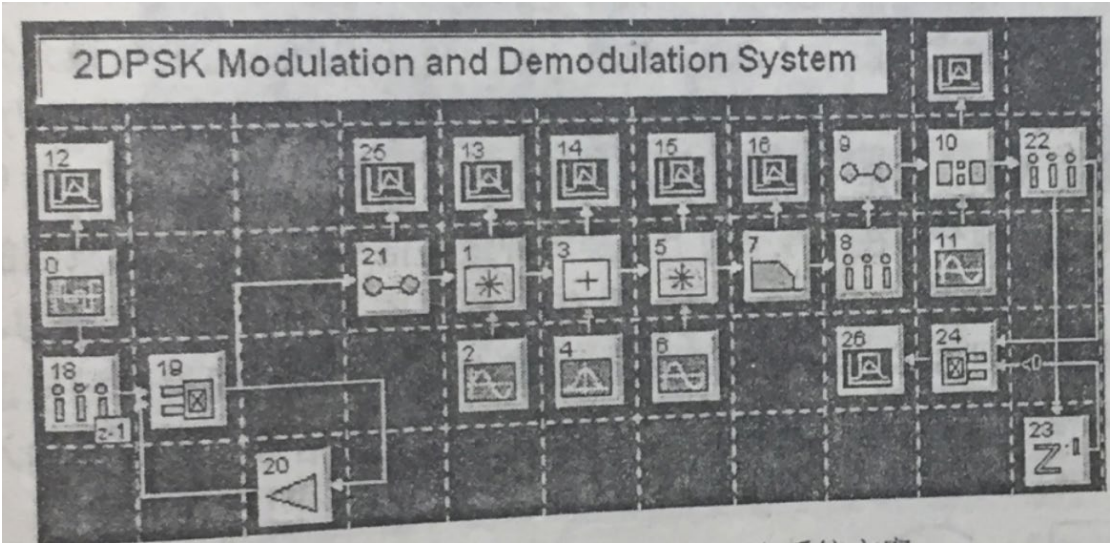 2DPSK Modulation and Demodulation System
12 25 13 14 15 16 9 10 22
0 21 1 3 5 7 8 11
18 19 2 4 6 26 24
z-1
20 23
Z⁻¹